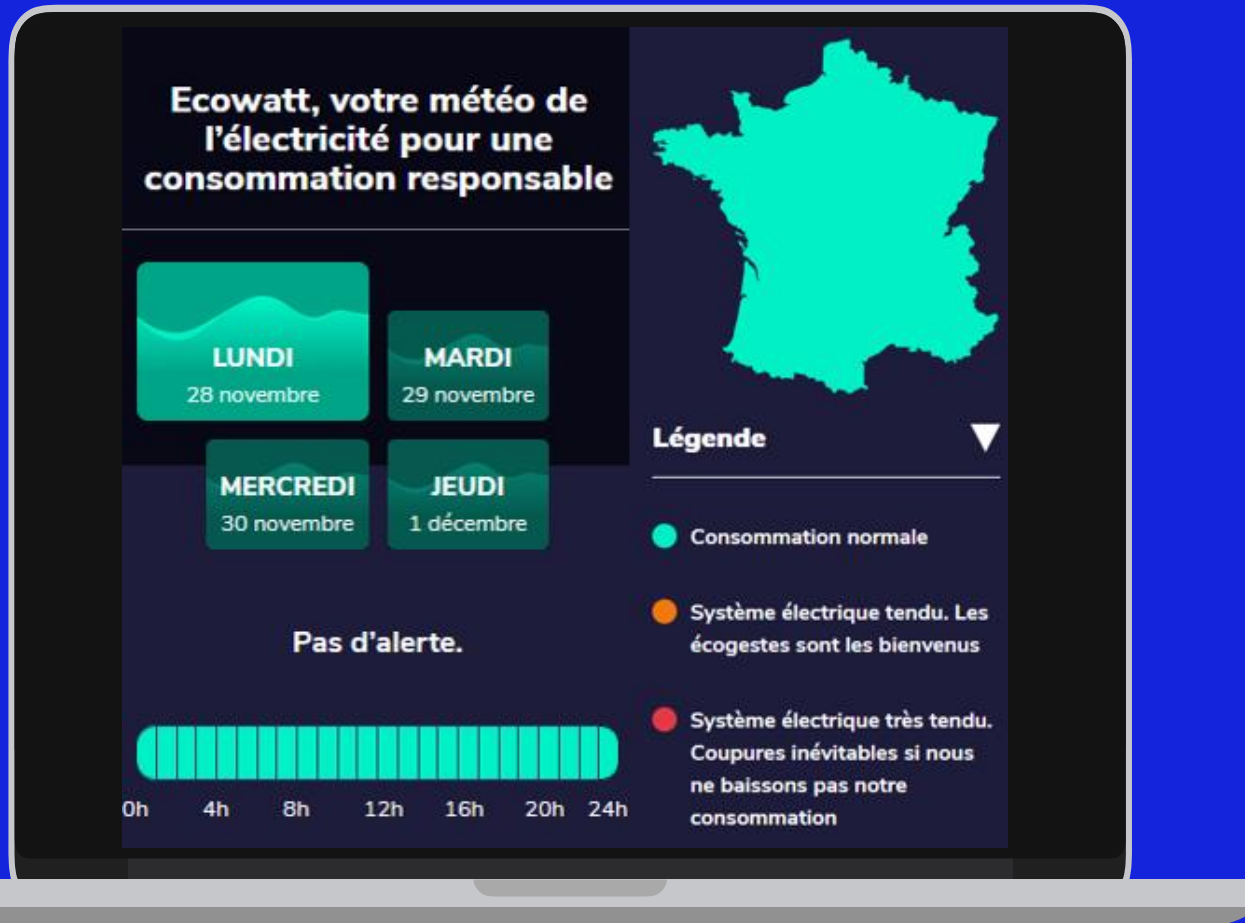 Ecowatt, votre météo de
l’électricité pour une
consommation responsable
LUNDI
28 novembre
MARDI
29 novembre
MERCREDI
30 novembre
JEUDI
1 décembre
Pas d’alerte.
0h 4h 8h 12h 16h 20h 24h
Légende
Consommation normale
Système électrique tendu. Les
écogestes sont les bienvenus
Système électrique très tendu.
Coupures inévitables si nous
ne baissons pas notre
consommation